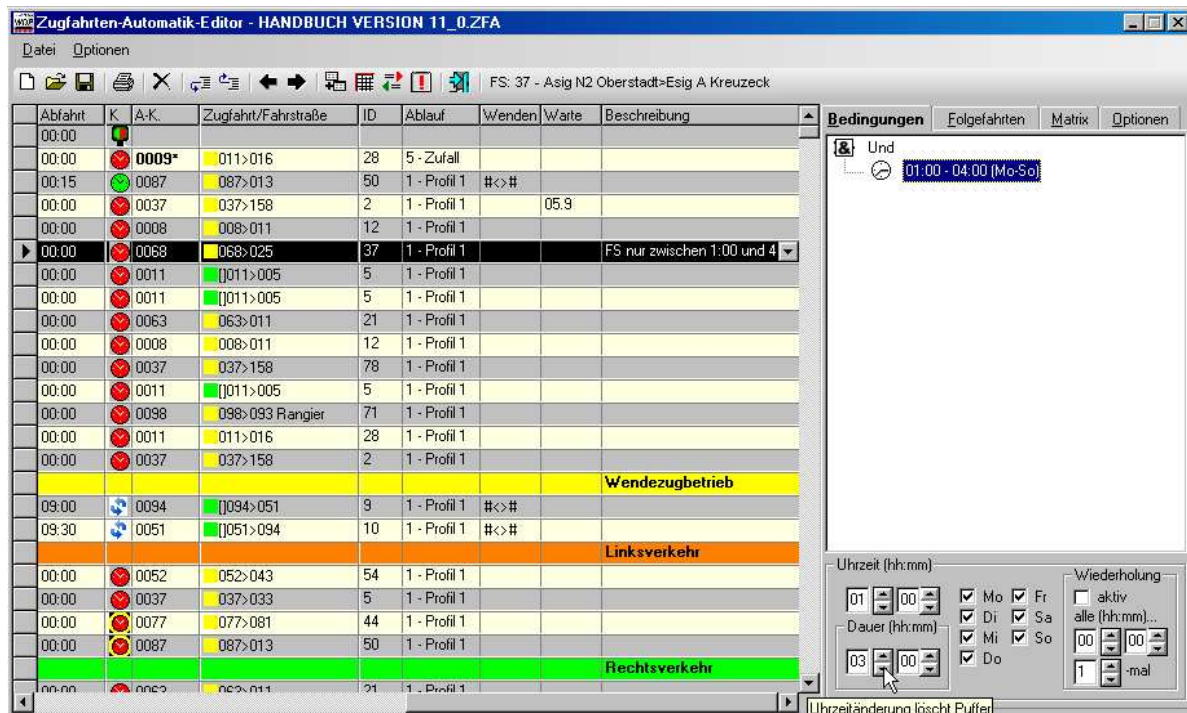 Zugfahrten-Automatik-Editor - HANDBUCH VERSION 11_0.ZFA
Datei Optionen
FS: 37 - Asig N2 Oberstadt>Esig A Kreuzeck
Abfahrt K A-K. Zugfahrt/Fahrstraße ID Ablauf Wenden Warte Beschreibung
00:00
00:00 0009* 011>016 28 5 - Zufall
00:15 0087 087>013 50 1 - Profil 1 #<>#
00:00 0037 037>158 2 1 - Profil 1 05.9
00:00 0008 008>011 12 1 - Profil 1
00:00 0068 068>025 37 1 - Profil 1 FS nur zwischen 1:00 und 4
00:00 0011 []011>005 5 1 - Profil 1
00:00 0011 []011>005 5 1 - Profil 1
00:00 0063 063>011 21 1 - Profil 1
00:00 0008 008>011 12 1 - Profil 1
00:00 0037 037>158 78 1 - Profil 1
00:00 0011 []011>005 5 1 - Profil 1
00:00 0098 098>093 Rangier 71 1 - Profil 1
00:00 0011 011>016 28 1 - Profil 1
00:00 0037 037>158 2 1 - Profil 1
Wendezugbetrieb
09:00 0094 []094>051 9 1 - Profil 1 #<>#
09:30 0051 []051>094 10 1 - Profil 1 #<>#
Linksverkehr
00:00 0052 052>043 54 1 - Profil 1
00:00 0037 037>033 5 1 - Profil 1
00:00 0077 077>081 44 1 - Profil 1
00:00 0087 087>013 50 1 - Profil 1
Rechtsverkehr
00:00 0063 063>011 21 1 - Profil 1
Bedingungen Folgefahrten Matrix Optionen
& Und
01:00 - 04:00 (Mo-So)
Uhrzeit (hh:mm)
01 00
Dauer (hh:mm)
03 00
Mo Fr
Di Sa
Mi So
Do
Wiederholung
aktiv
alle (hh:mm)...
00 00
1 -mal
Uhrzeitänderung löscht Puffer